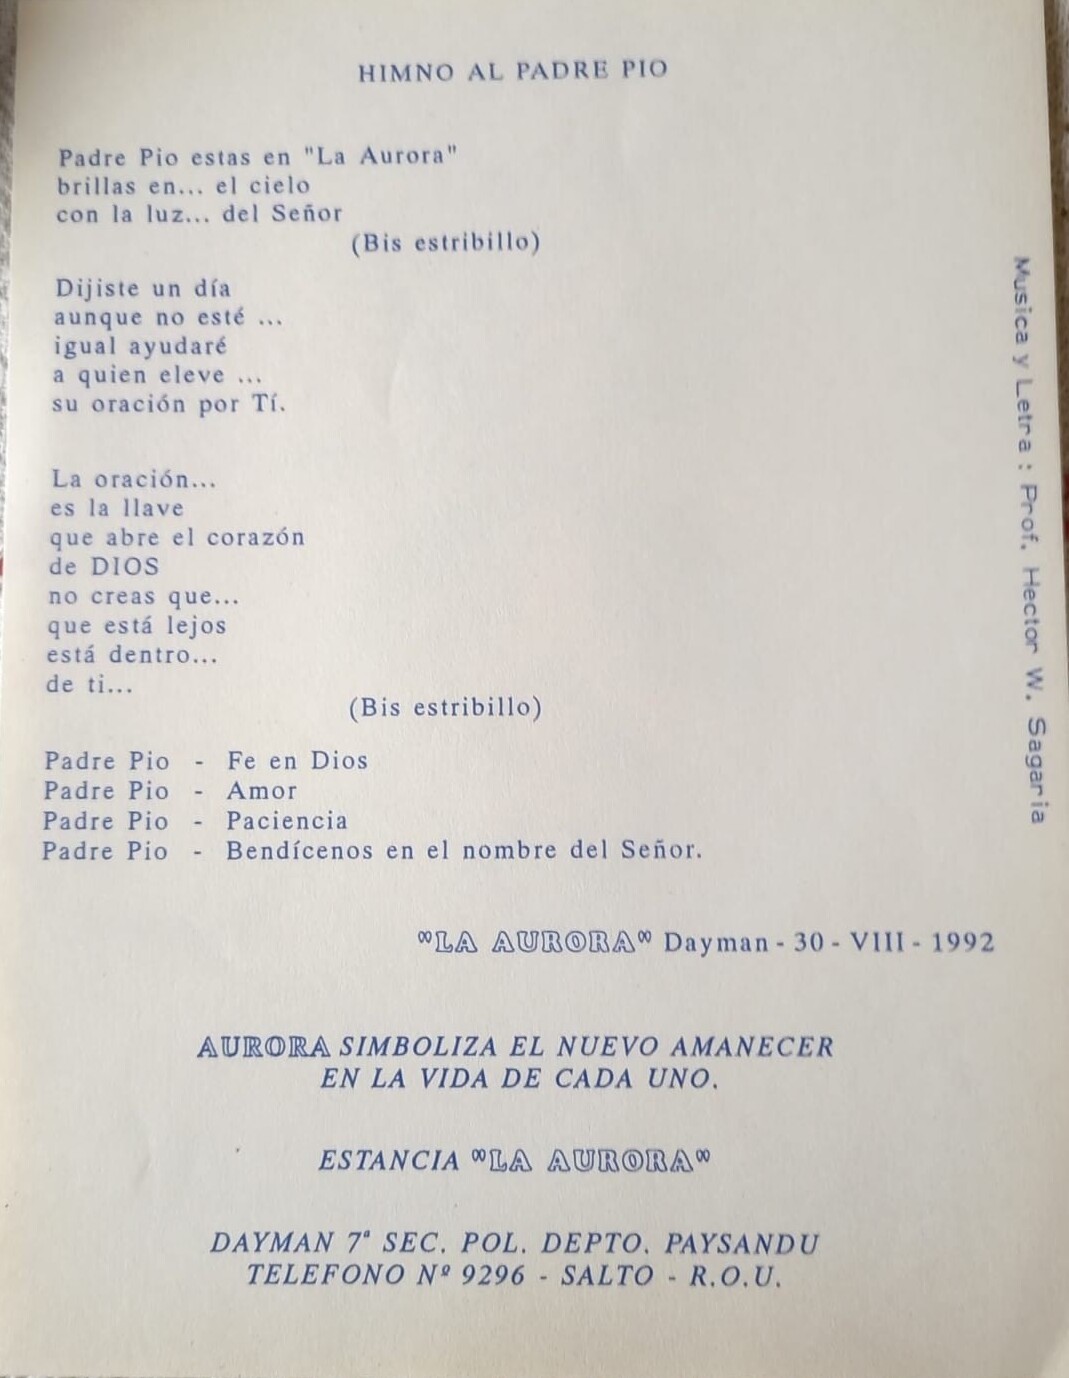 HIMNO AL PADRE PIO
Padre Pio estas en "La Aurora"
brillas en... el cielo
con la luz... del Señor
(Bis estribillo)
Dijiste un día
aunque no esté ...
igual ayudaré
a quien eleve ...
su oración por Tí.
La oración...
es la llave
que abre el corazón
de DIOS
no creas que...
que está lejos
está dentro...
de ti...
(Bis estribillo)
Padre Pio - Fe en Dios
Padre Pio - Amor
Padre Pio - Paciencia
Padre Pio - Bendícenos en el nombre del Señor.
Musica y Letra : Prof. Hector W. Sagaria
"LA AURORA" Dayman - 30 - VIII - 1992
AURORA SIMBOLIZA EL NUEVO AMANECER
EN LA VIDA DE CADA UNO.
ESTANCIA "LA AURORA"
DAYMAN 7ª SEC. POL. DEPTO. PAYSANDU
TELEFONO Nº 9296 - SALTO - R.O.U.